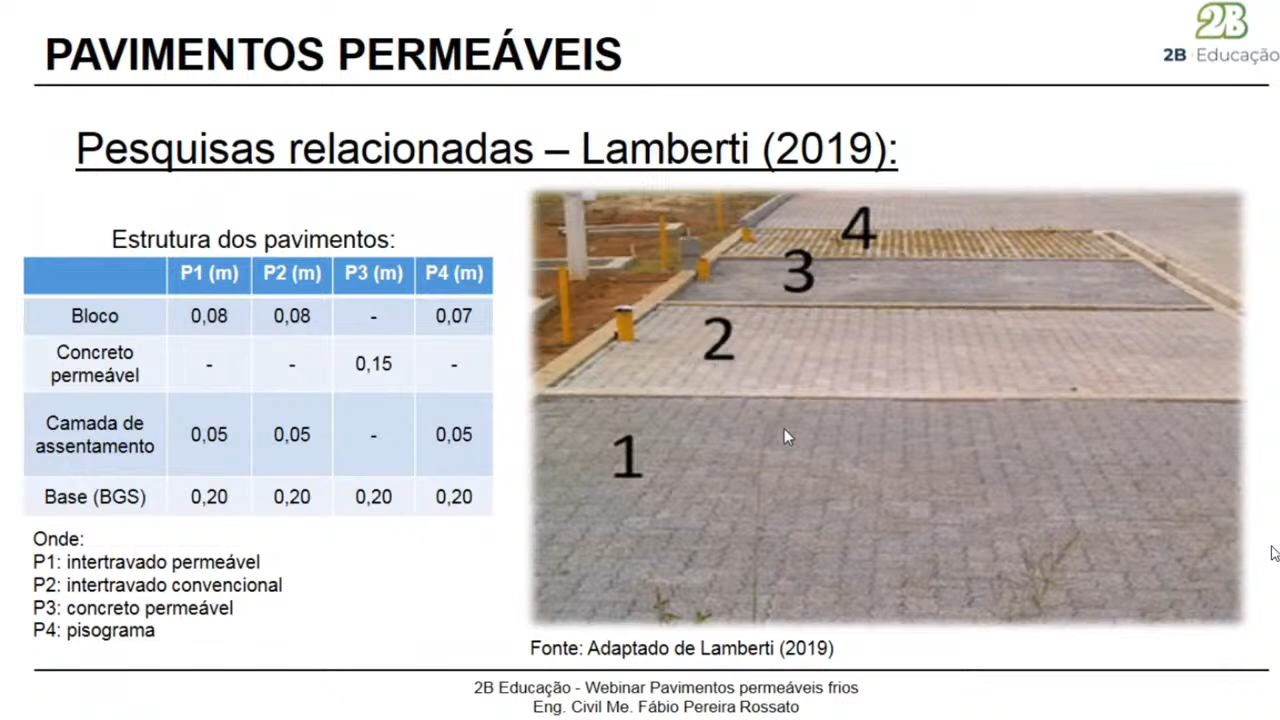 2B
2B Educação
PAVIMENTOS PERMEÁVEIS
Pesquisas relacionadas – Lamberti (2019):
Estrutura dos pavimentos:
P1 (m) P2 (m) P3 (m) P4 (m)
Bloco 0,08 0,08 - 0,07
Concreto
permeável - - 0,15 -
Camada de
assentamento 0,05 0,05 - 0,05
Base (BGS) 0,20 0,20 0,20 0,20
Onde:
P1: intertravado permeável
P2: intertravado convencional
P3: concreto permeável
P4: pisograma
4
3
2
1
Fonte: Adaptado de Lamberti (2019)
2B Educação - Webinar Pavimentos permeáveis frios
Eng. Civil Me. Fábio Pereira Rossato